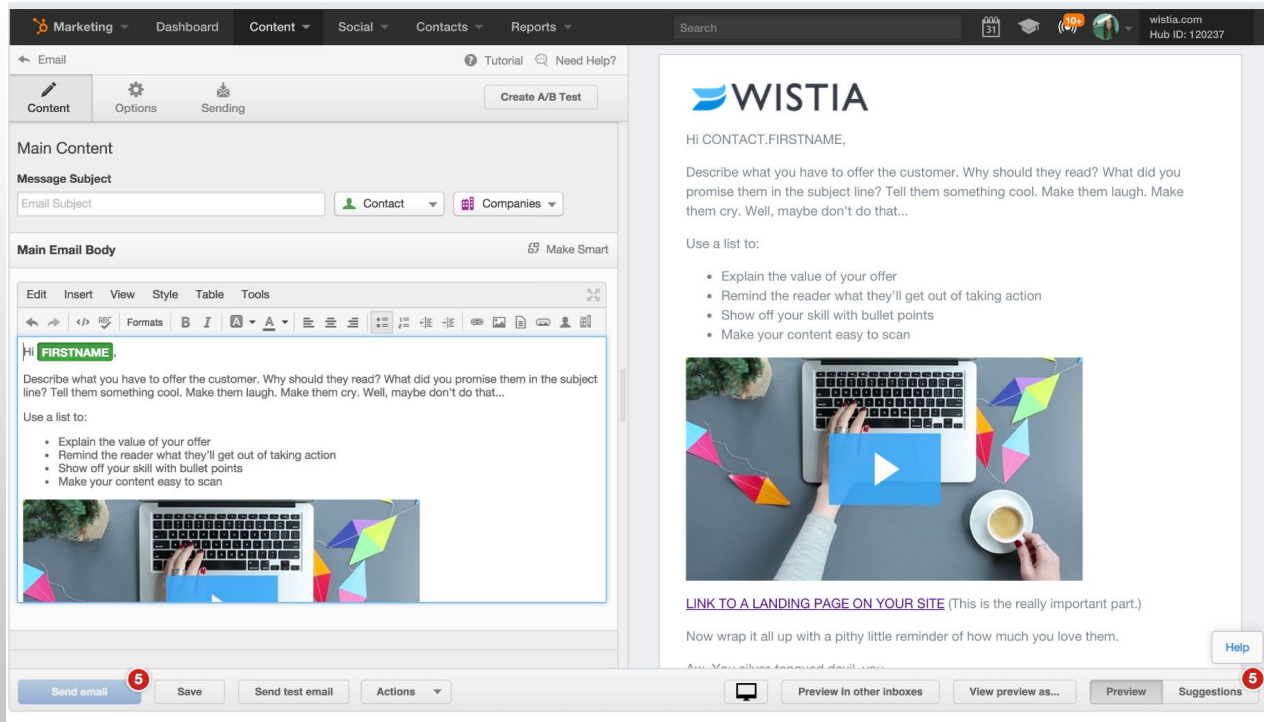 Marketing Dashboard Content Social Contacts Reports Search 31 10+ wistia.com
Hub ID: 120237
Email Tutorial Need Help?
Content Options Sending Create A/B Test
Main Content
Message Subject
Email Subject Contact Companies
Main Email Body Make Smart
Edit Insert View Style Table Tools
ABC Formats B I A A
Hi FIRSTNAME,
Describe what you have to offer the customer. Why should they read? What did you promise them in the subject
line? Tell them something cool. Make them laugh. Make them cry. Well, maybe don't do that...
Use a list to:
• Explain the value of your offer
• Remind the reader what they'll get out of taking action
• Show off your skill with bullet points
• Make your content easy to scan
WISTIA
Hi CONTACT.FIRSTNAME,
Describe what you have to offer the customer. Why should they read? What did you
promise them in the subject line? Tell them something cool. Make them laugh. Make
them cry. Well, maybe don't do that...
Use a list to:
• Explain the value of your offer
• Remind the reader what they'll get out of taking action
• Show off your skill with bullet points
• Make your content easy to scan
LINK TO A LANDING PAGE ON YOUR SITE (This is the really important part.)
Now wrap it all up with a pithy little reminder of how much you love them.
Aw. You silver-tongued devil, you
Help
Send email 5 Save Send test email Actions Preview in other inboxes View preview as... Preview Suggestions 5